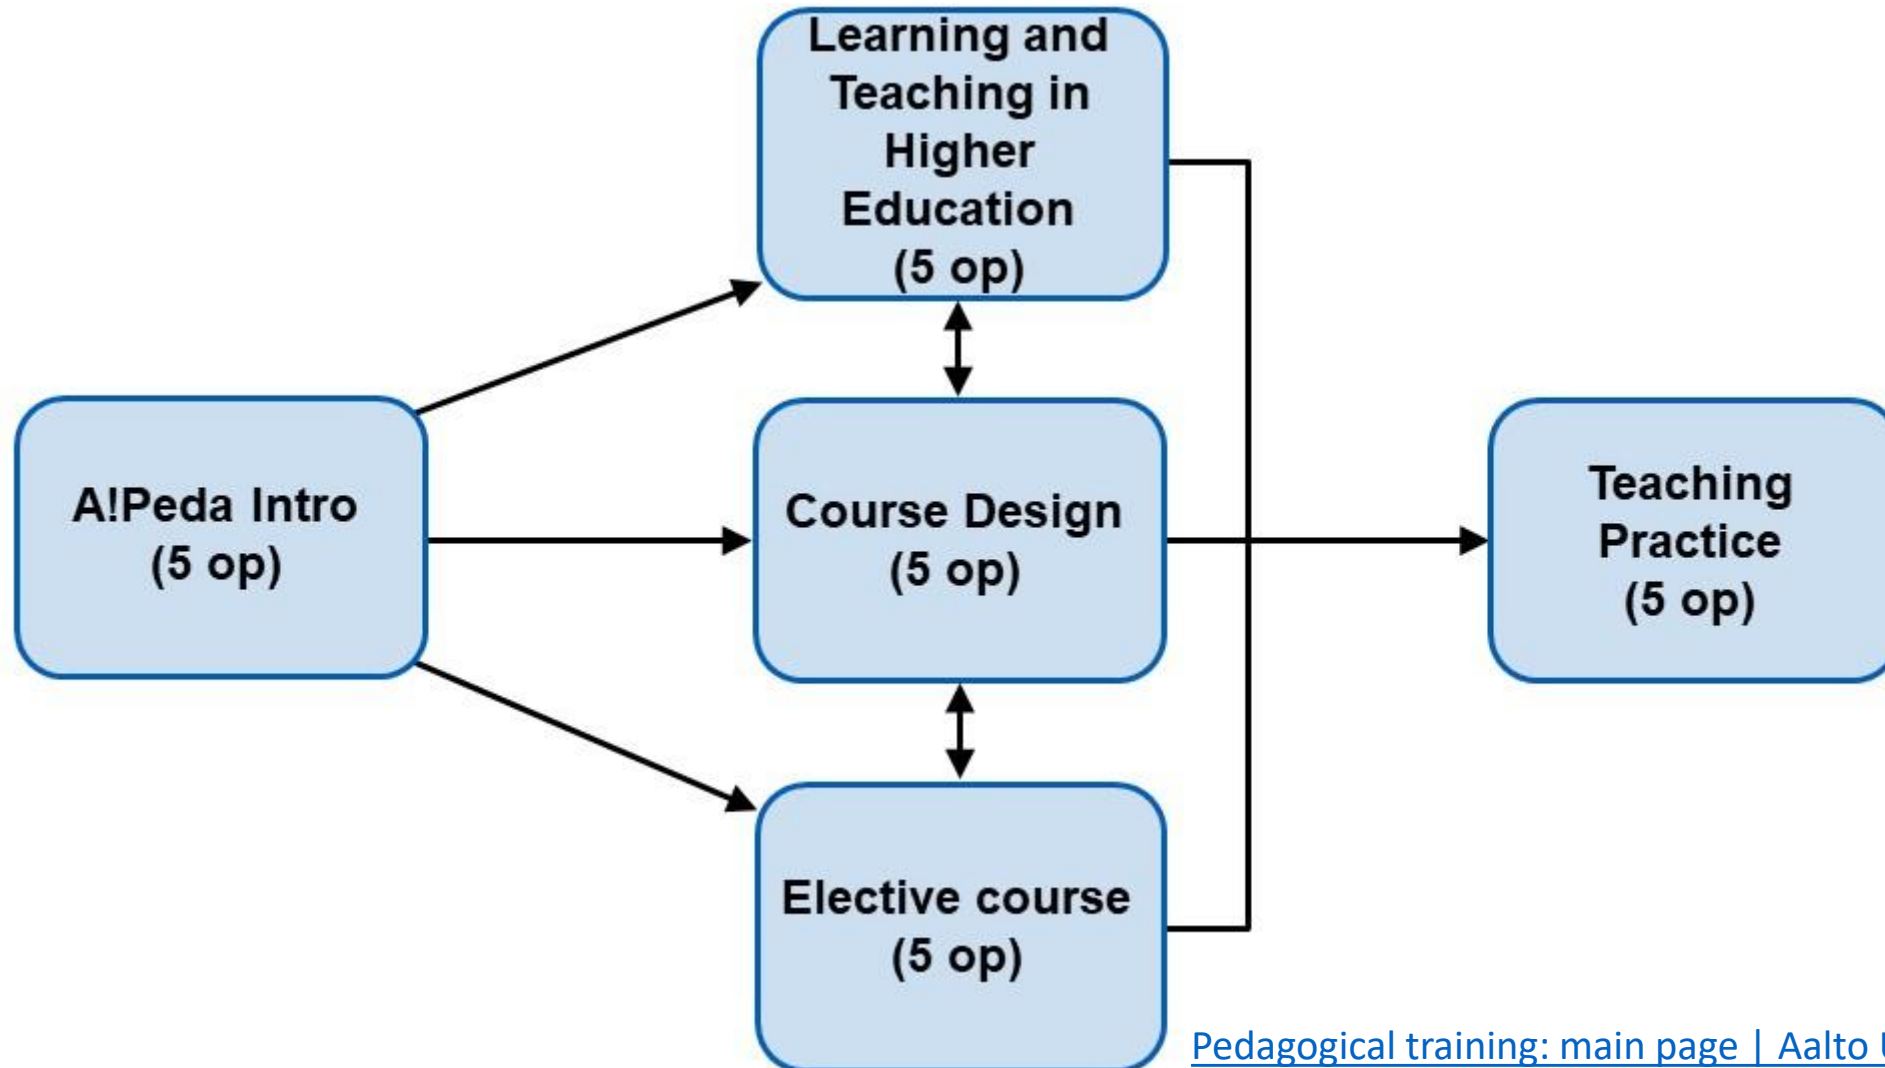 Learning and
Teaching in
Higher
Education
(5 op)
A!Peda Intro
(5 op)
Course Design
(5 op)
Teaching
Practice
(5 op)
Elective course
(5 op)
Pedagogical training: main page | Aalto